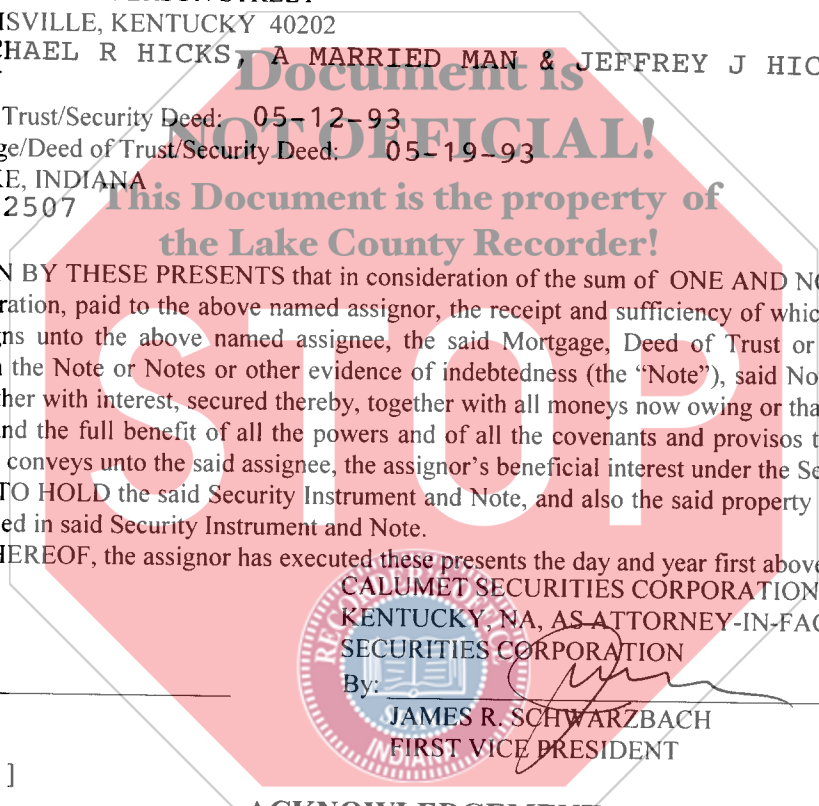 ISVILLE, KENTUCKY 40202
CHAEL R HICKS, A MARRIED MAN & JEFFREY J HIC
Document is
Trust/Security Deed: 05-12-93
NOT OFFICIAL!
ge/Deed of Trust/Security Deed: 05-19-93
KE, INDIANA
2507
This Document is the property of
the Lake County Recorder!
N BY THESE PRESENTS that in consideration of the sum of ONE AND NO
ration, paid to the above named assignor, the receipt and sufficiency of whic
gns unto the above named assignee, the said Mortgage, Deed of Trust or
the Note or Notes or other evidence of indebtedness (the “Note”), said No
her with interest, secured thereby, together with all moneys now owing or tha
nd the full benefit of all the powers and of all the covenants and provisos t
conveys unto the said assignee, the assignor's beneficial interest under the Se
TO HOLD the said Security Instrument and Note, and also the said property
ed in said Security Instrument and Note.
HEREOF, the assignor has executed these presents the day and year first above
STOP
CALUMET SECURITIES CORPORATION
KENTUCKY, NA, AS ATTORNEY-IN-FAC
SECURITIES CORPORATION
By:
JAMES R. SCHWARZBACH
FIRST VICE PRESIDENT
SEAL
INDIANA
]